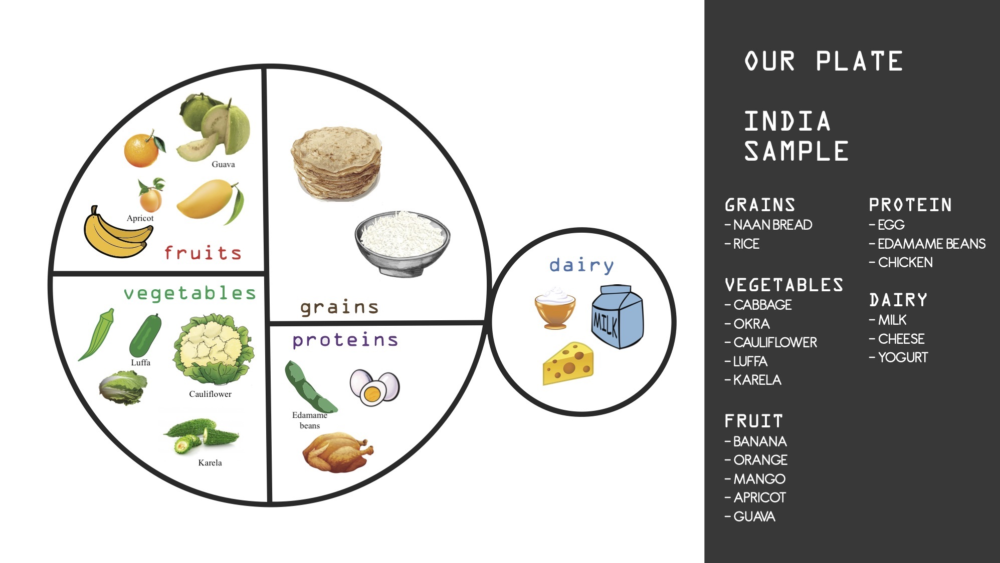 Guava
Apricot
fruits
vegetables
Luffa
Cauliflower
Karela
grains
proteins
Edamame
beans
dairy
MILK
OUR PLATE
INDIA
SAMPLE
GRAINS
- NAAN BREAD
- RICE
VEGETABLES
- CABBAGE
- OKRA
- CAULIFLOWER
- LUFFA
- KARELA
FRUIT
- BANANA
- ORANGE
- MANGO
- APRICOT
- GUAVA
PROTEIN
- EGG
- EDAMAME BEANS
- CHICKEN
DAIRY
- MILK
- CHEESE
- YOGURT